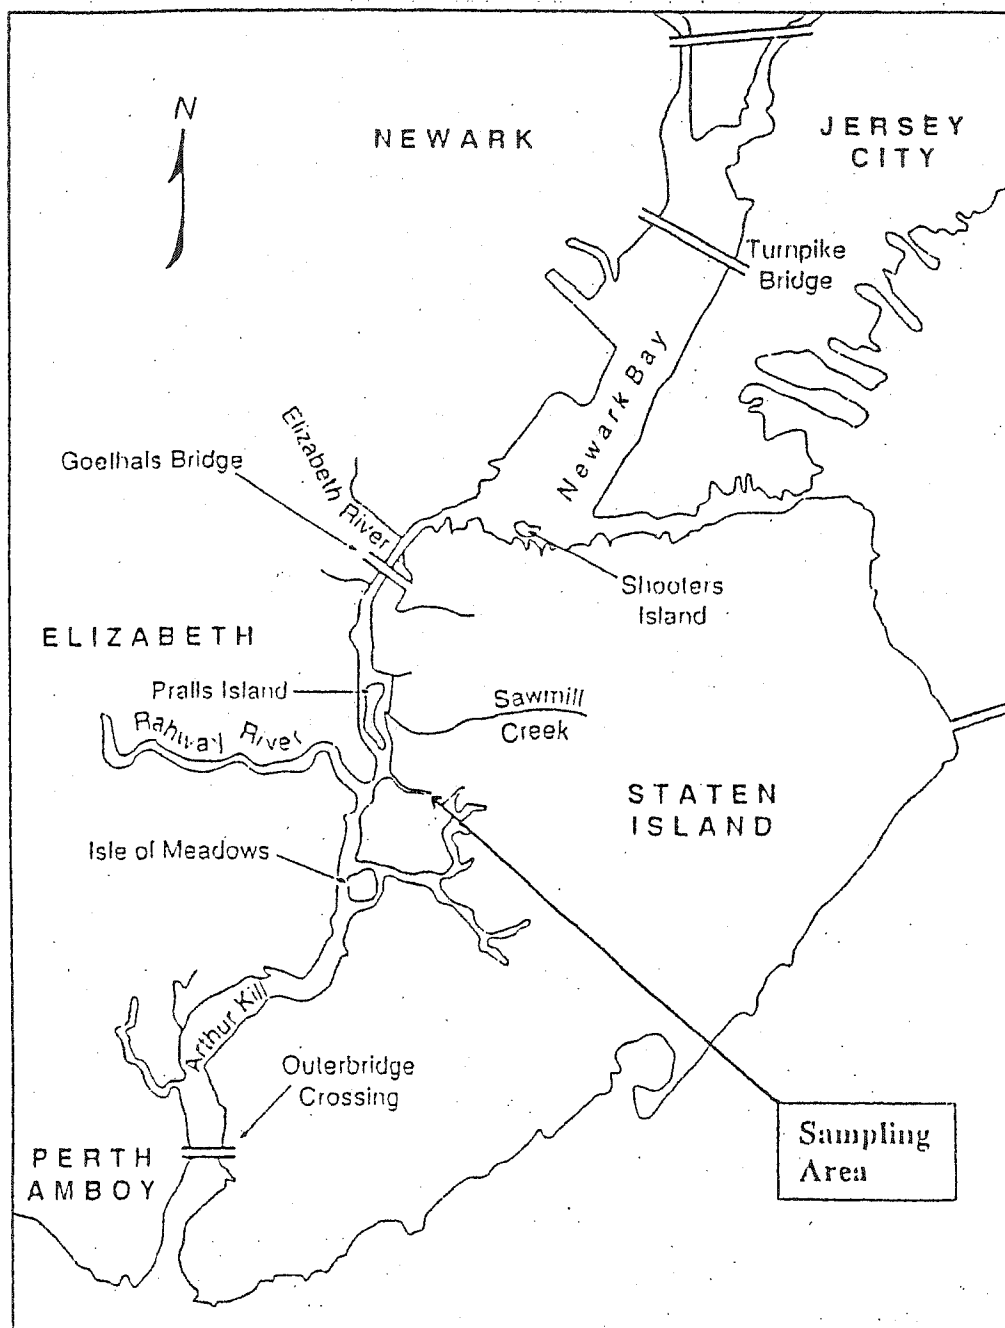 N
NEWARK
JERSEY
CITY
Turnpike
Bridge
Newark Bay
Elizabeth River
Goethals Bridge
Shooters
Island
ELIZABETH
Pralls Island
Sawmill
Creek
Rahway River
STATEN
ISLAND
Isle of Meadows
Arthur Kill
Outerbridge
Crossing
PERTH
AMBOY
Sampling
Area